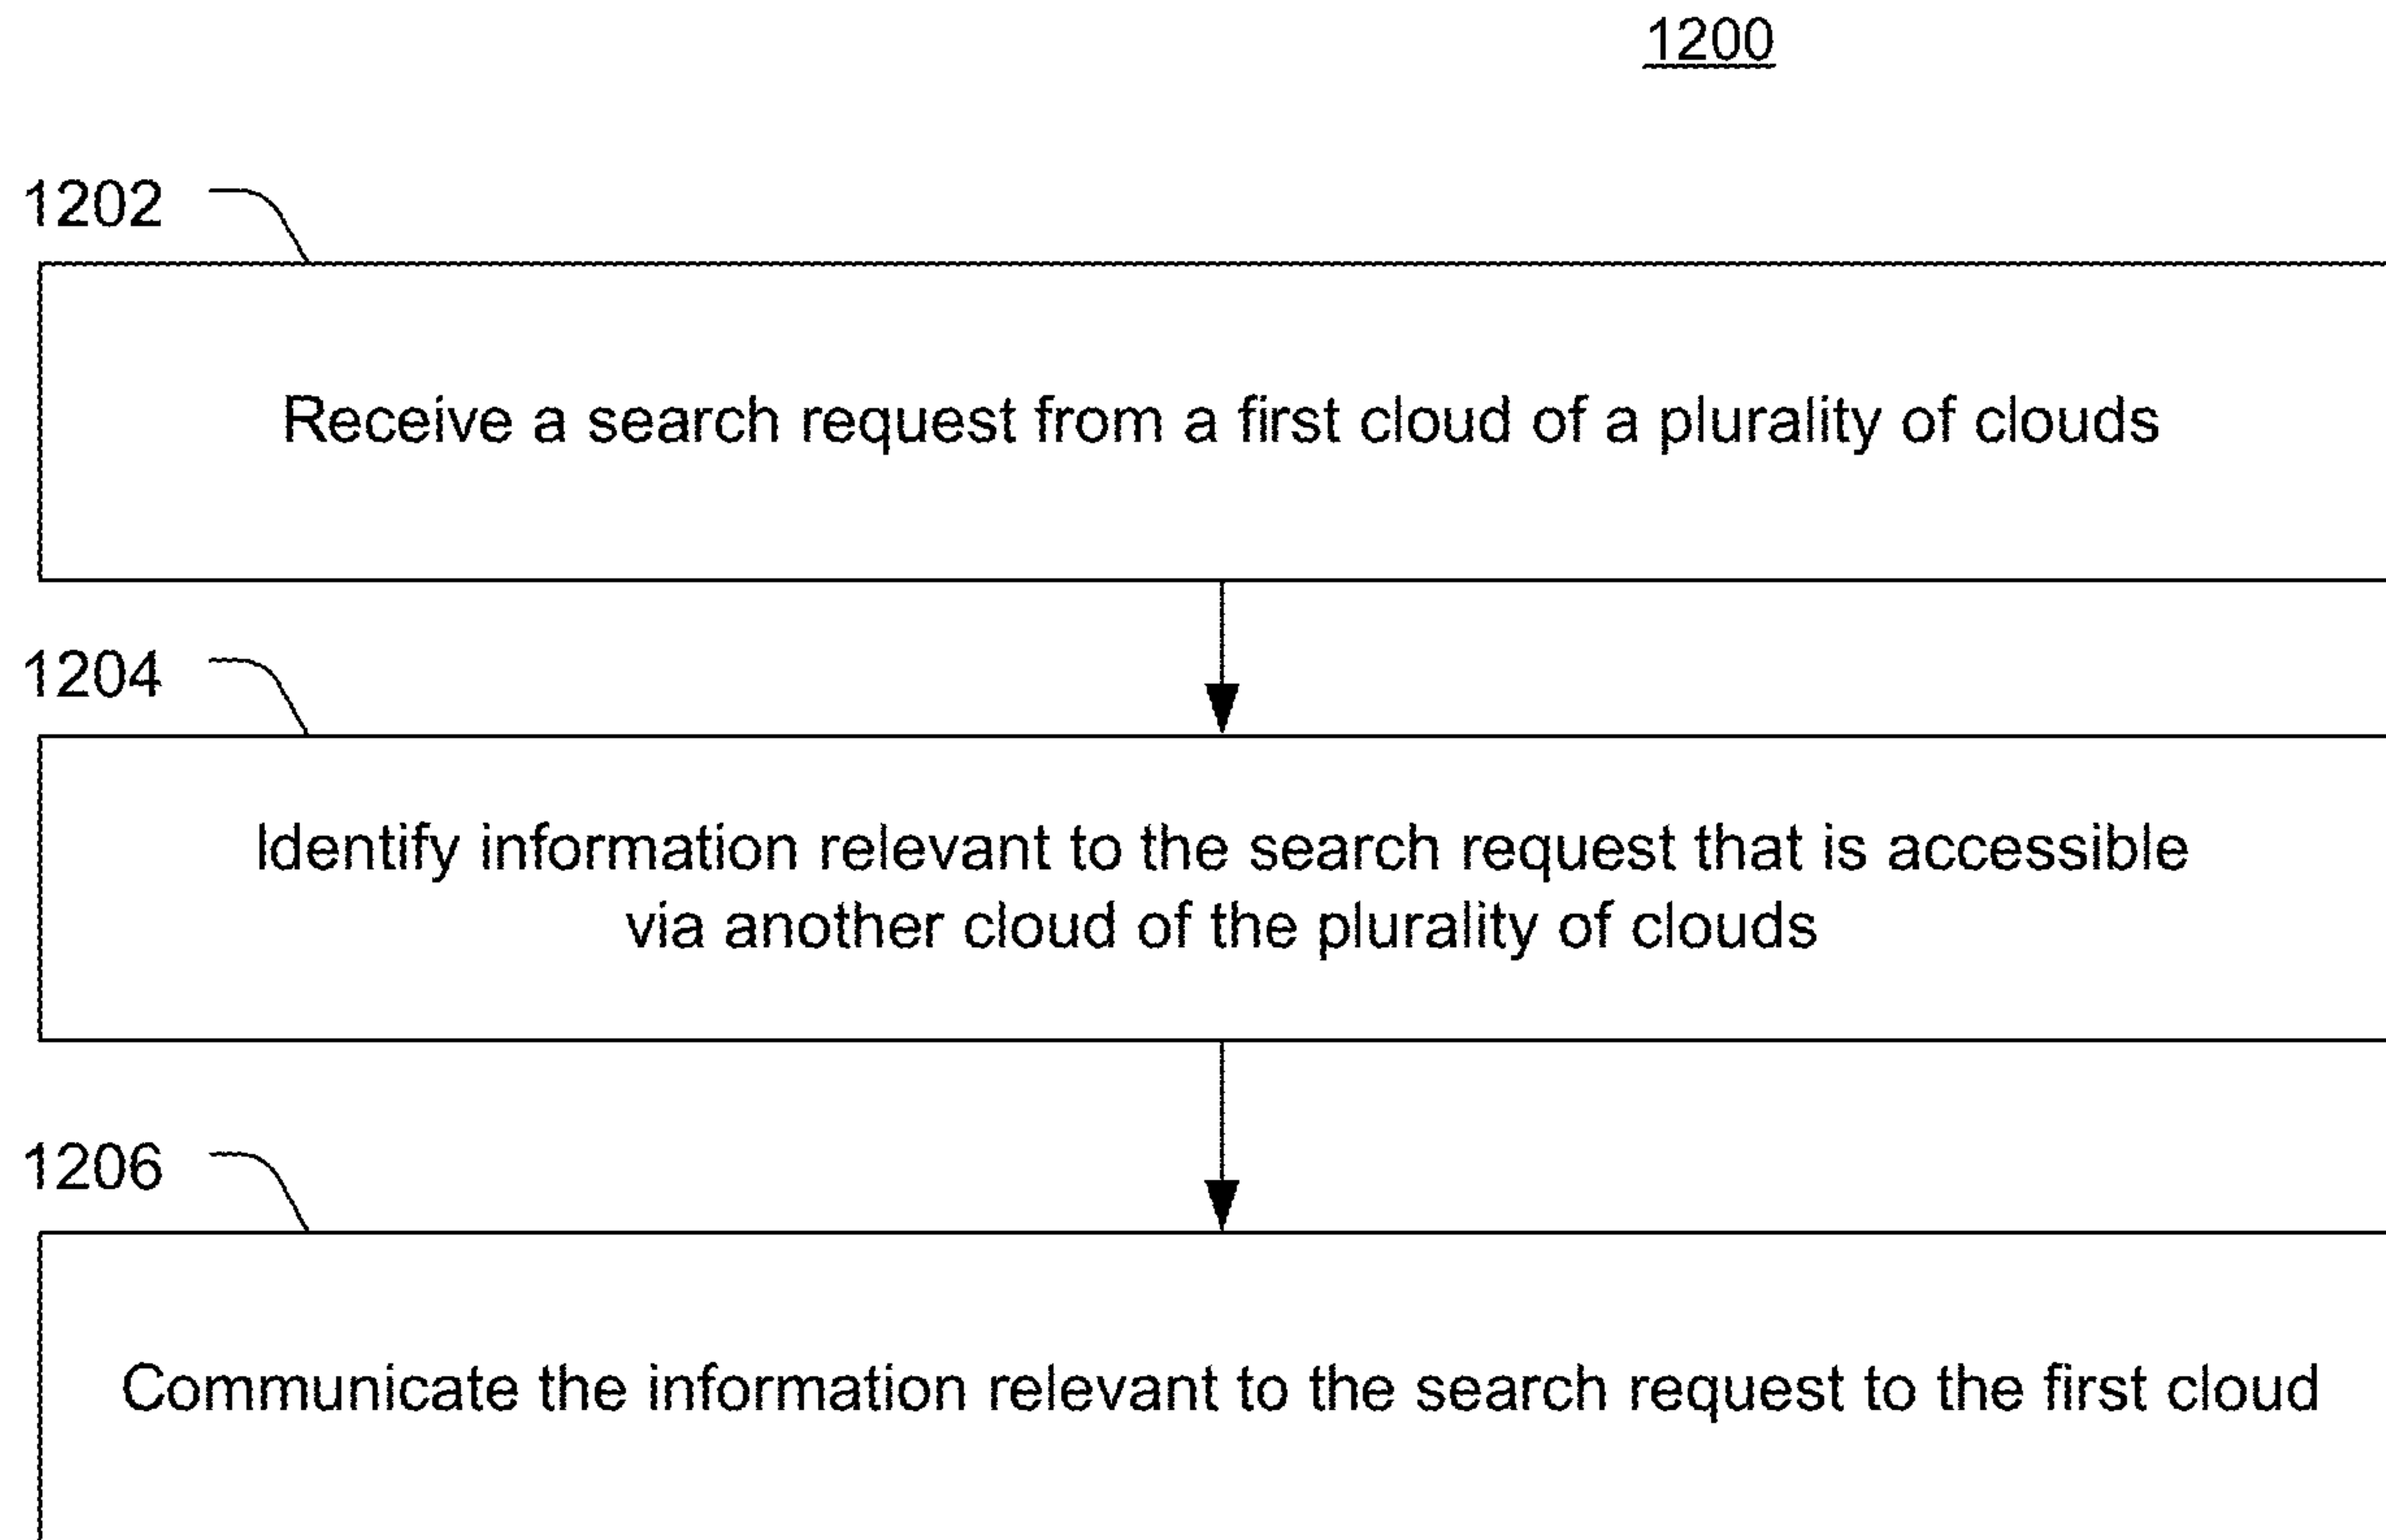 1200
1202
Receive a search request from a first cloud of a plurality of clouds
1204
Identify information relevant to the search request that is accessible
via another cloud of the plurality of clouds
1206
Communicate the information relevant to the search request to the first cloud